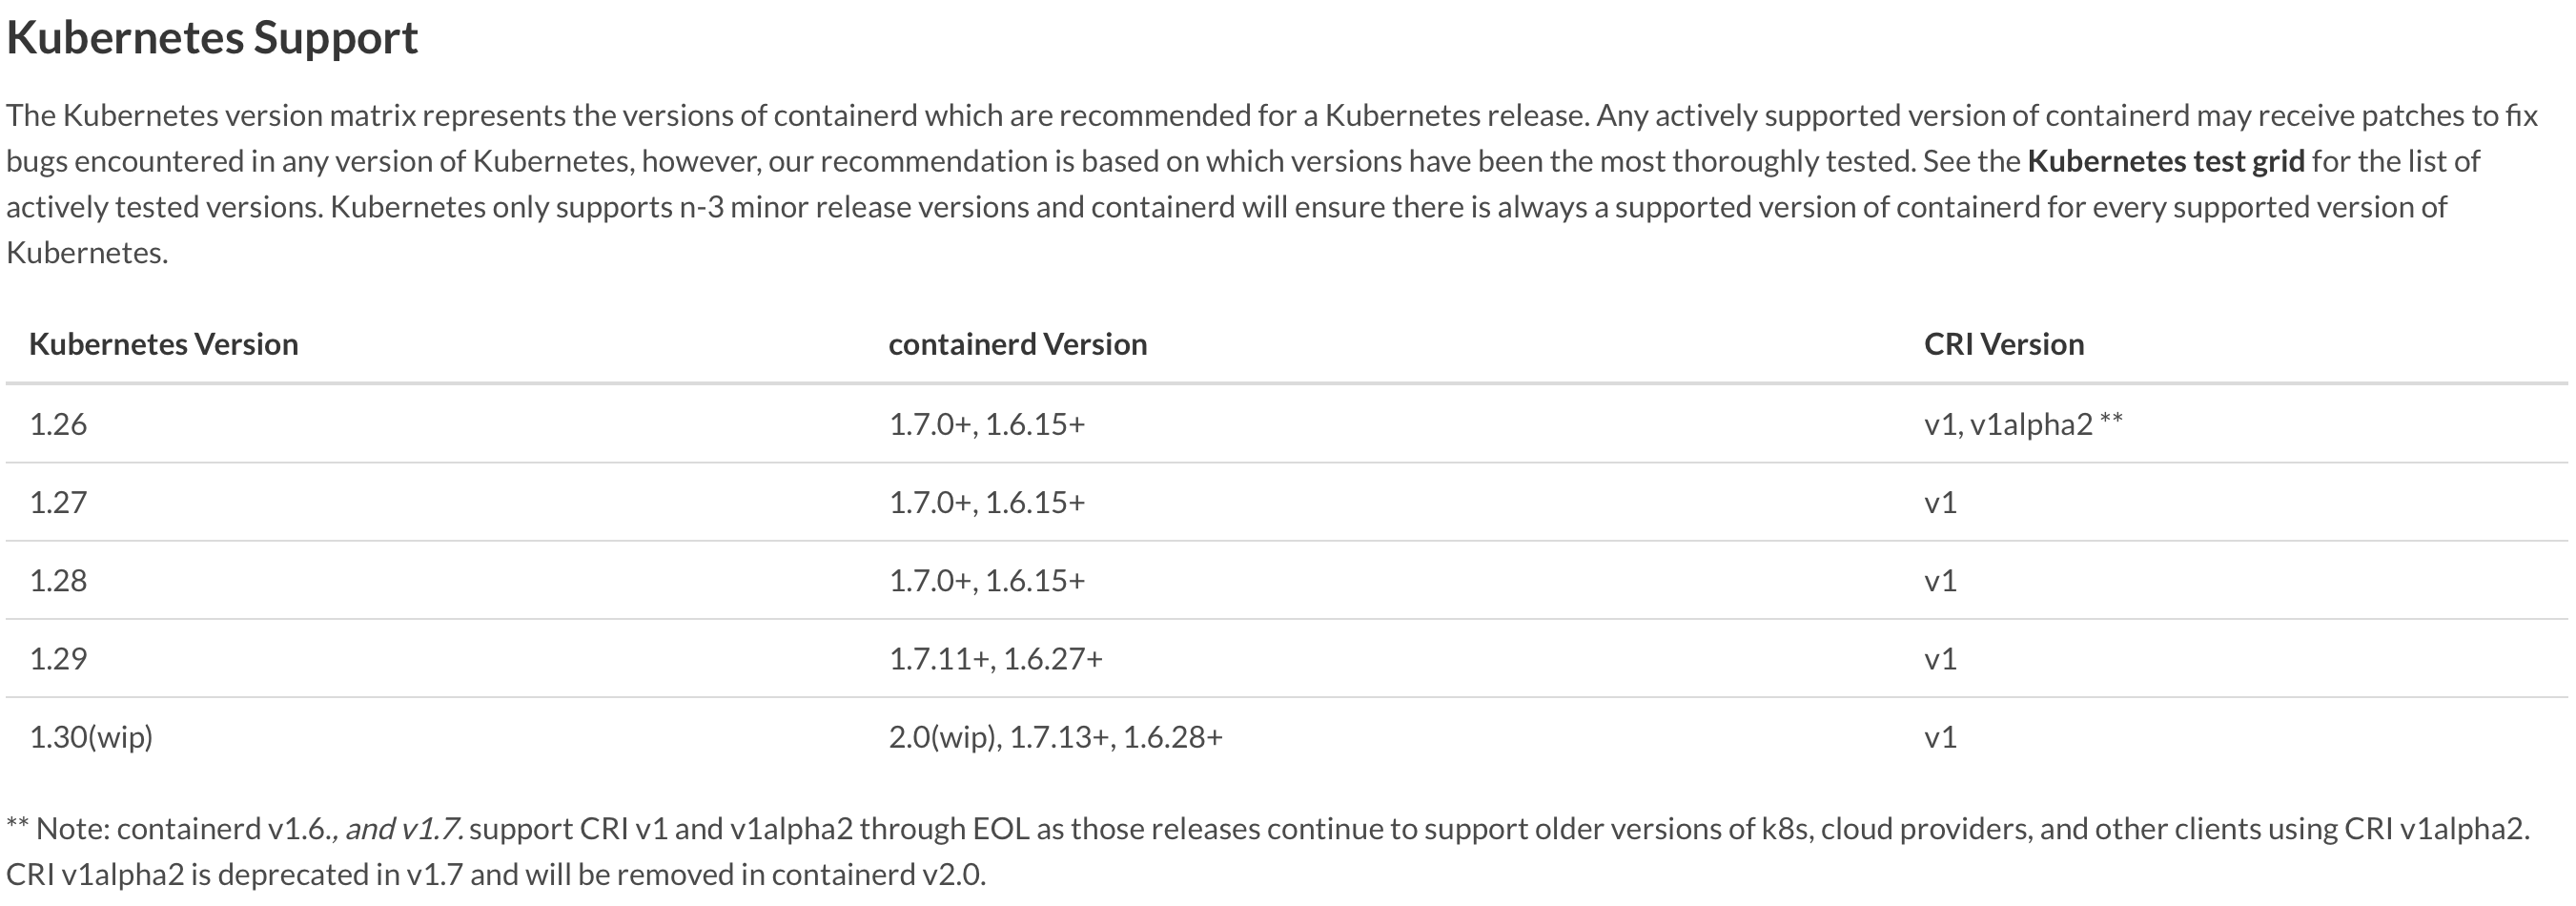 Kubernetes Support
The Kubernetes version matrix represents the versions of containerd which are recommended for a Kubernetes release. Any actively supported version of containerd may receive patches to fix
bugs encountered in any version of Kubernetes, however, our recommendation is based on which versions have been the most thoroughly tested. See the Kubernetes test grid for the list of
actively tested versions. Kubernetes only supports n-3 minor release versions and containerd will ensure there is always a supported version of containerd for every supported version of
Kubernetes.
Kubernetes Version containerd Version CRI Version
1.26 1.7.0+, 1.6.15+ v1, v1alpha2 **
1.27 1.7.0+, 1.6.15+ v1
1.28 1.7.0+, 1.6.15+ v1
1.29 1.7.11+, 1.6.27+ v1
1.30(wip) 2.0(wip), 1.7.13+, 1.6.28+ v1
** Note: containerd v1.6., and v1.7. support CRI v1 and v1alpha2 through EOL as those releases continue to support older versions of k8s, cloud providers, and other clients using CRI v1alpha2.
CRI v1alpha2 is deprecated in v1.7 and will be removed in containerd v2.0.